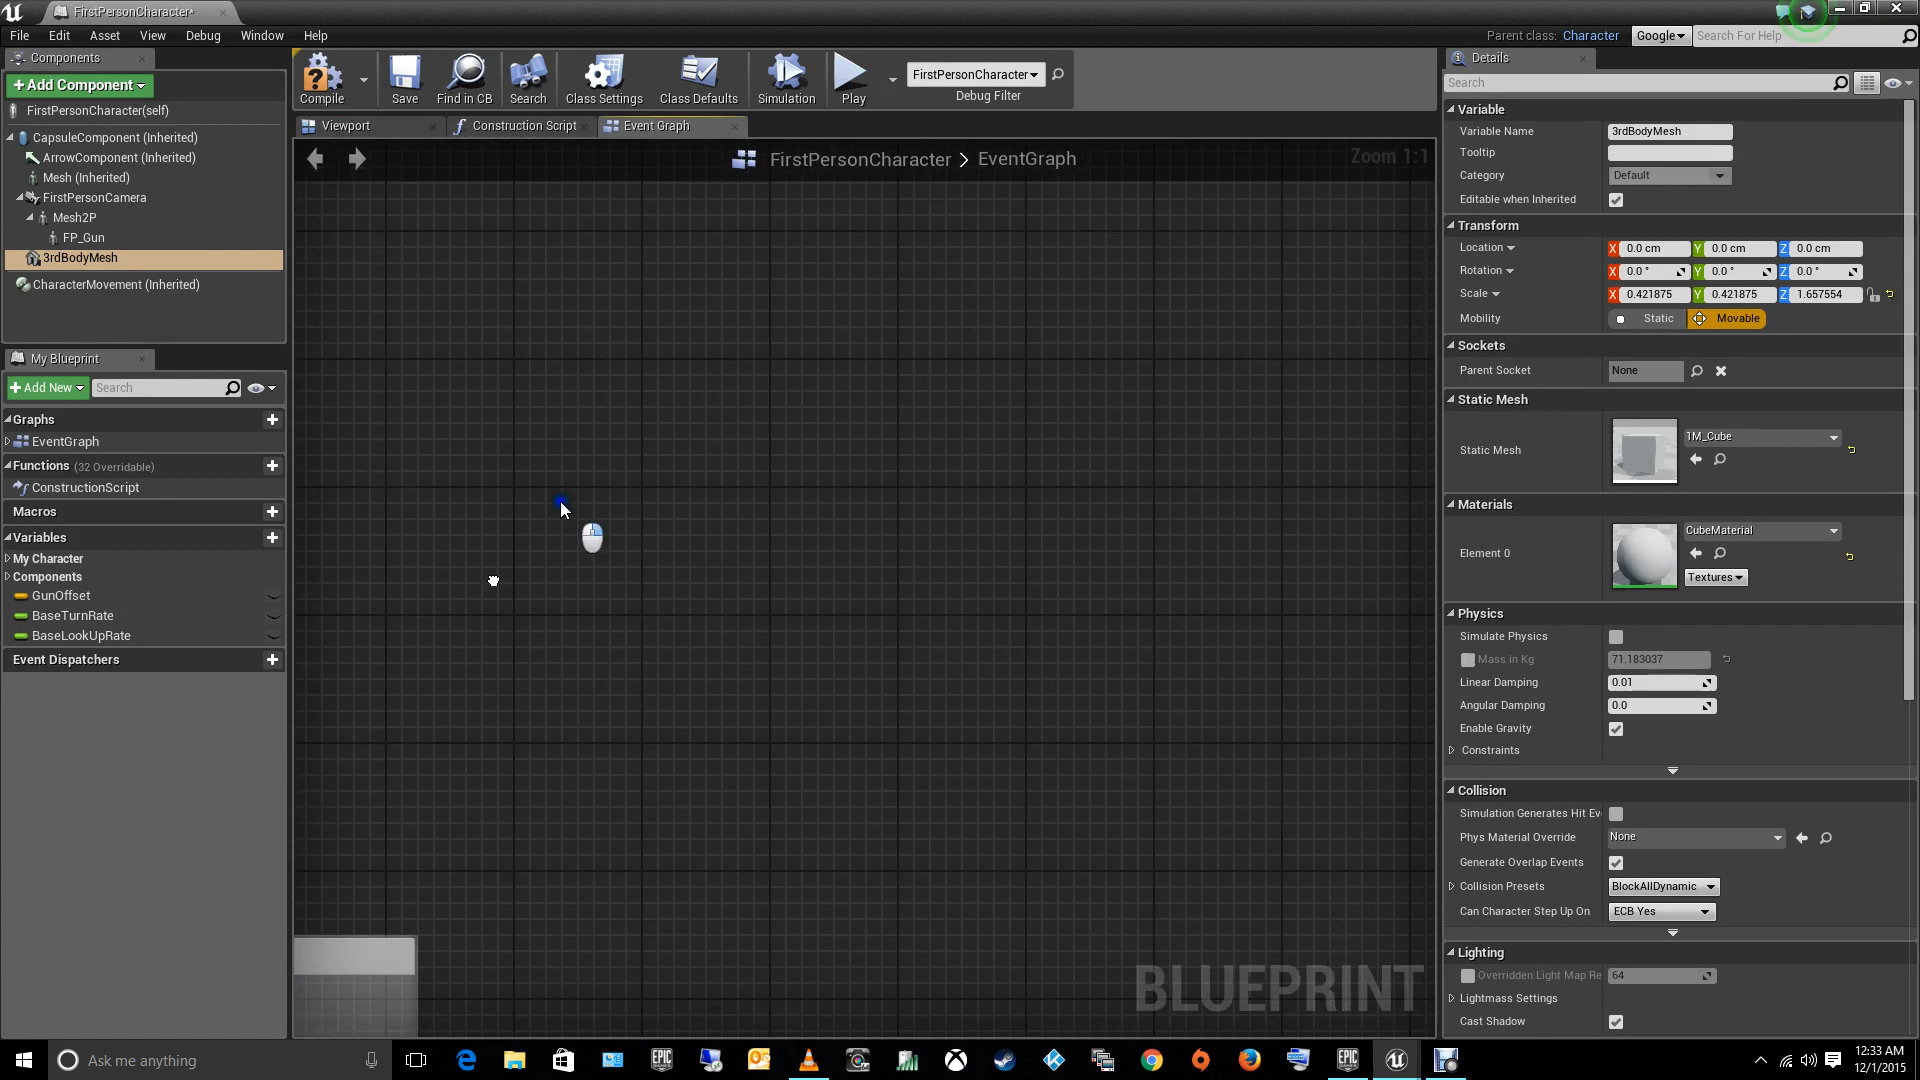 FirstPersonCharacter*
File Edit Asset View Debug Window Help
Parent class: Character Google Search For Help
Components
+Add Component
FirstPersonCharacter(self)
CapsuleComponent (Inherited)
ArrowComponent (Inherited)
Mesh (Inherited)
FirstPersonCamera
Mesh2P
FP_Gun
3rdBodyMesh
CharacterMovement (Inherited)
My Blueprint
+Add New Search
Graphs
EventGraph
Functions (32 Overridable)
ConstructionScript
Macros
Variables
My Character
Components
GunOffset
BaseTurnRate
BaseLookUpRate
Event Dispatchers
Compile Save Find in CB Search Class Settings Class Defaults Simulation Play
FirstPersonCharacter
Debug Filter
Viewport Construction Script Event Graph
FirstPersonCharacter > EventGraph
Zoom 1:1
BLUEPRINT
Details
Search
Variable
Variable Name 3rdBodyMesh
Tooltip
Category Default
Editable when Inherited
Transform
Location X 0.0 cm Y 0.0 cm Z 0.0 cm
Rotation X 0.0 ° Y 0.0 ° Z 0.0 °
Scale X 0.421875 Y 0.421875 Z 1.657554
Mobility Static Movable
Sockets
Parent Socket None
Static Mesh
Static Mesh 1M_Cube
Materials
Element 0 CubeMaterial
Textures
Physics
Simulate Physics
Mass in Kg 71.183037
Linear Damping 0.01
Angular Damping 0.0
Enable Gravity
Constraints
Collision
Simulation Generates Hit Ev
Phys Material Override None
Generate Overlap Events
Collision Presets BlockAllDynamic
Can Character Step Up On ECB Yes
Lighting
Overridden Light Map Re 64
Lightmass Settings
Cast Shadow
Ask me anything
EPIC GAMES
EPIC GAMES
12:33 AM
12/1/2015